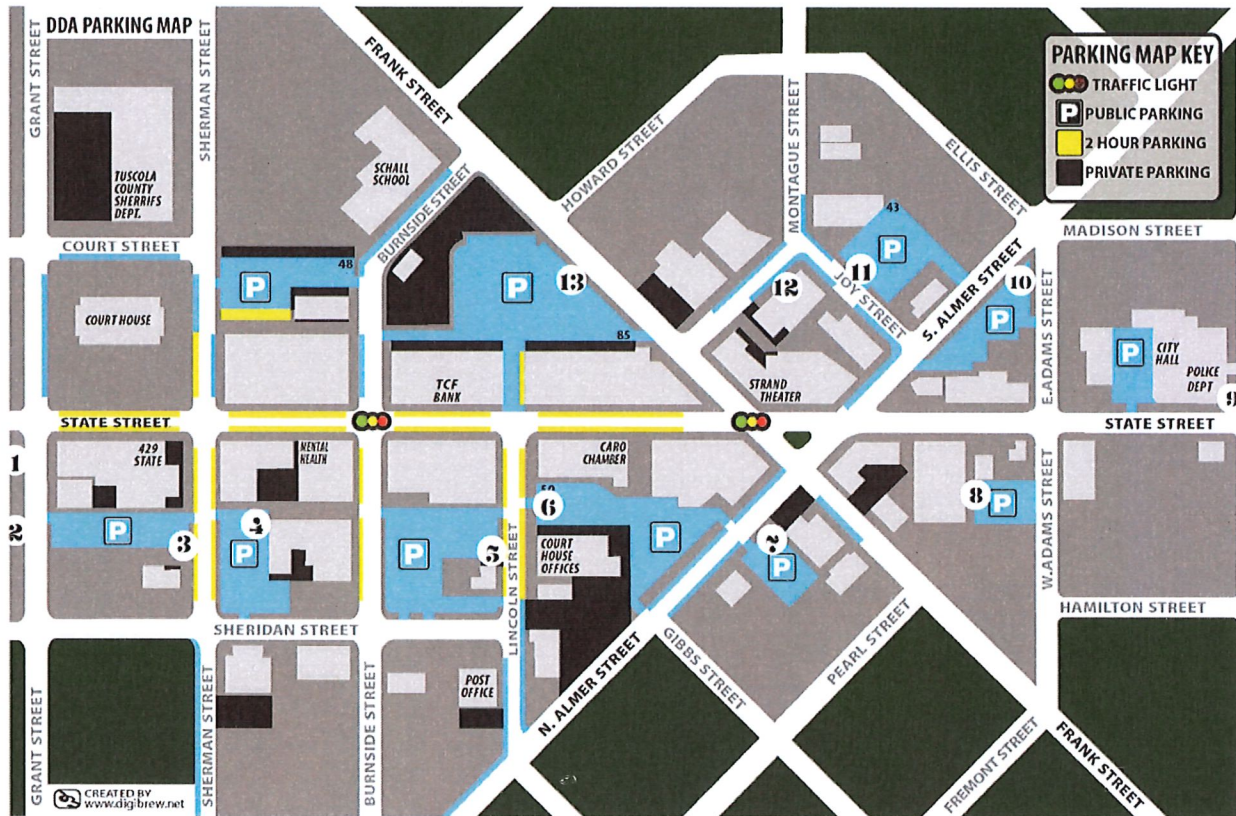 DDA PARKING MAP
GRANT STREET
SHERMAN STREET
FRANK STREET
TUSCOLA
COUNTY
SHERRIFS
DEPT.
SCHALL
SCHOOL
BURNSIDE STREET
HOWARD STREET
MONTAGUE STREET
ELLIS STREET
PARKING MAP KEY
TRAFFIC LIGHT
P PUBLIC PARKING
2 HOUR PARKING
PRIVATE PARKING
COURT STREET
MADISON STREET
COURT HOUSE
48
P
P
13
85
12
43
P
11
JOY STREET
S. ALMER STREET
10
P
E.ADAMS STREET
P
CITY
HALL
POLICE
DEPT
9
TCF
BANK
STRAND
THEATER
STATE STREET
STATE STREET
1
429
STATE
MENTAL
HEALTH
CARO
CHAMBER
2
P
3
4
P
P
5
LINCOLN STREET
50
6
COURT
HOUSE
OFFICES
P
7
P
8
P
W.ADAMS STREET
SHERIDAN STREET
HAMILTON STREET
GRANT STREET
SHERMAN STREET
BURNSIDE STREET
POST
OFFICE
N. ALMER STREET
GIBBS STREET
PEARL STREET
FREMONT STREET
FRANK STREET
CREATED BY
www.digibrew.net